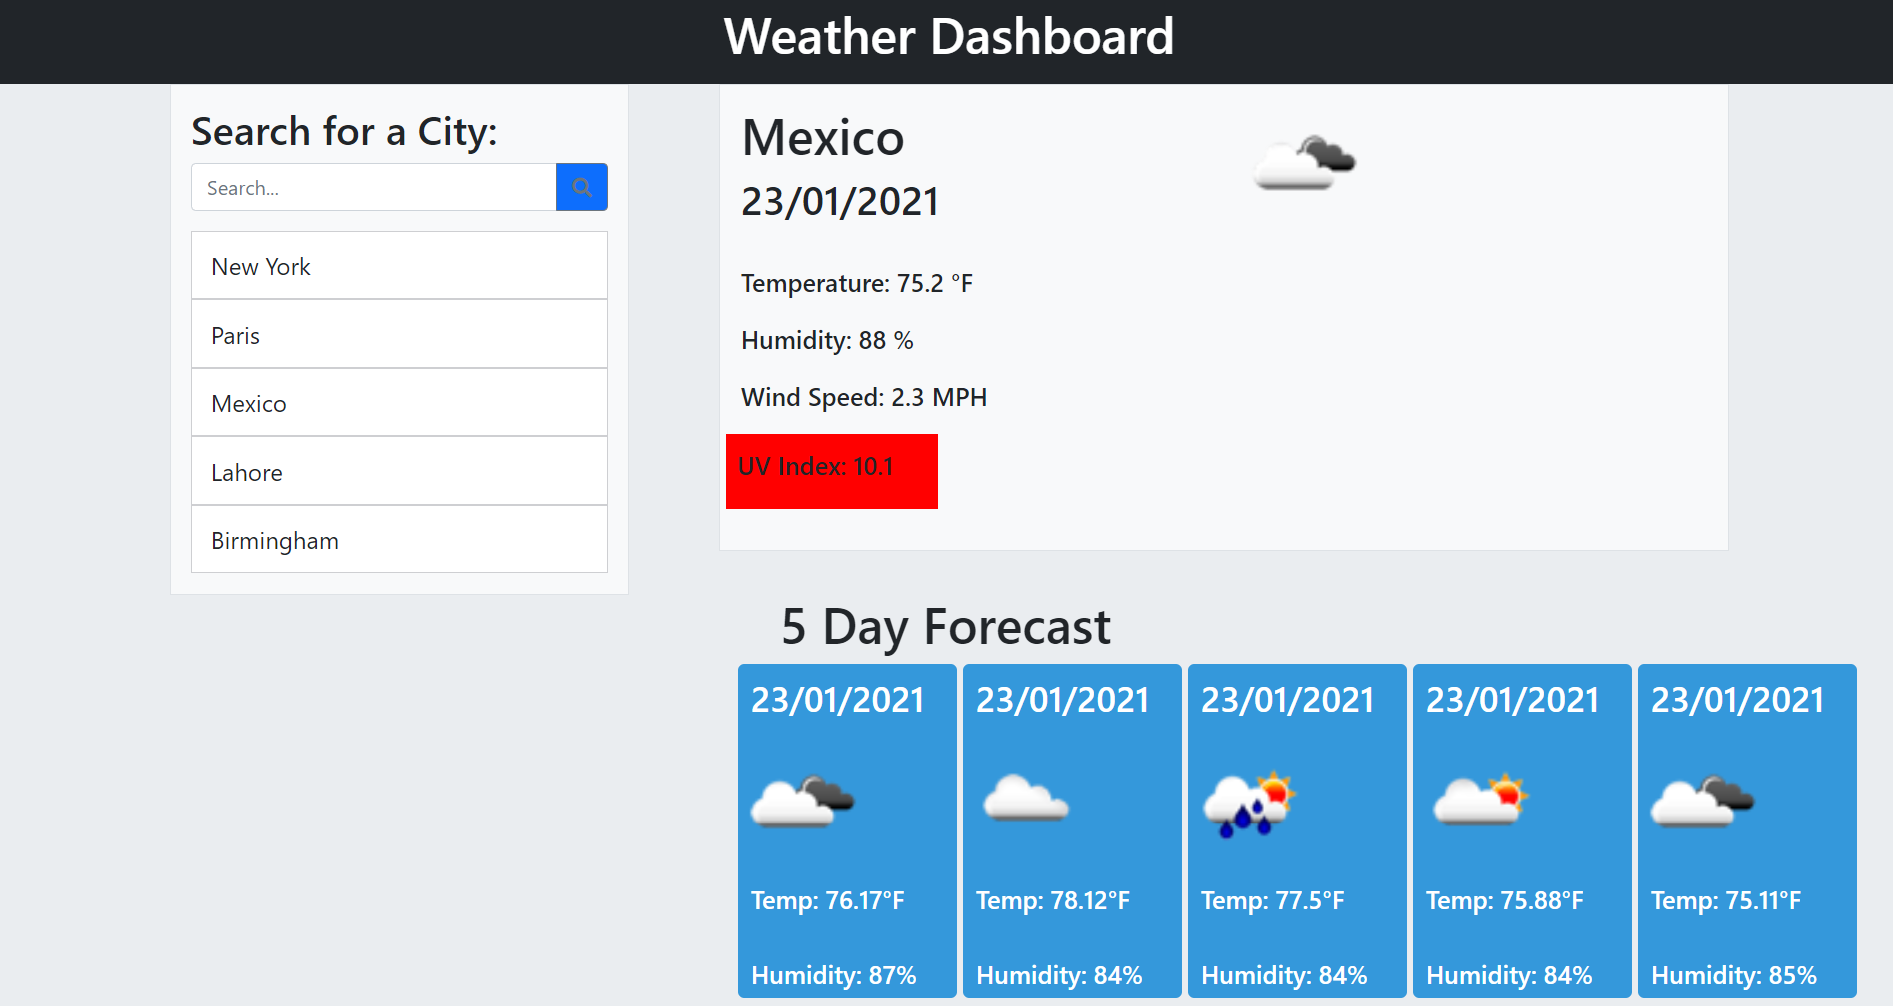 Weather Dashboard
Search for a City:
Search...
New York
Paris
Mexico
Lahore
Birmingham
Mexico
23/01/2021
Temperature: 75.2 °F
Humidity: 88 %
Wind Speed: 2.3 MPH
UV Index: 10.1
5 Day Forecast
23/01/2021
Temp: 76.17°F
Humidity: 87%
23/01/2021
Temp: 78.12°F
Humidity: 84%
23/01/2021
Temp: 77.5°F
Humidity: 84%
23/01/2021
Temp: 75.88°F
Humidity: 84%
23/01/2021
Temp: 75.11°F
Humidity: 85%